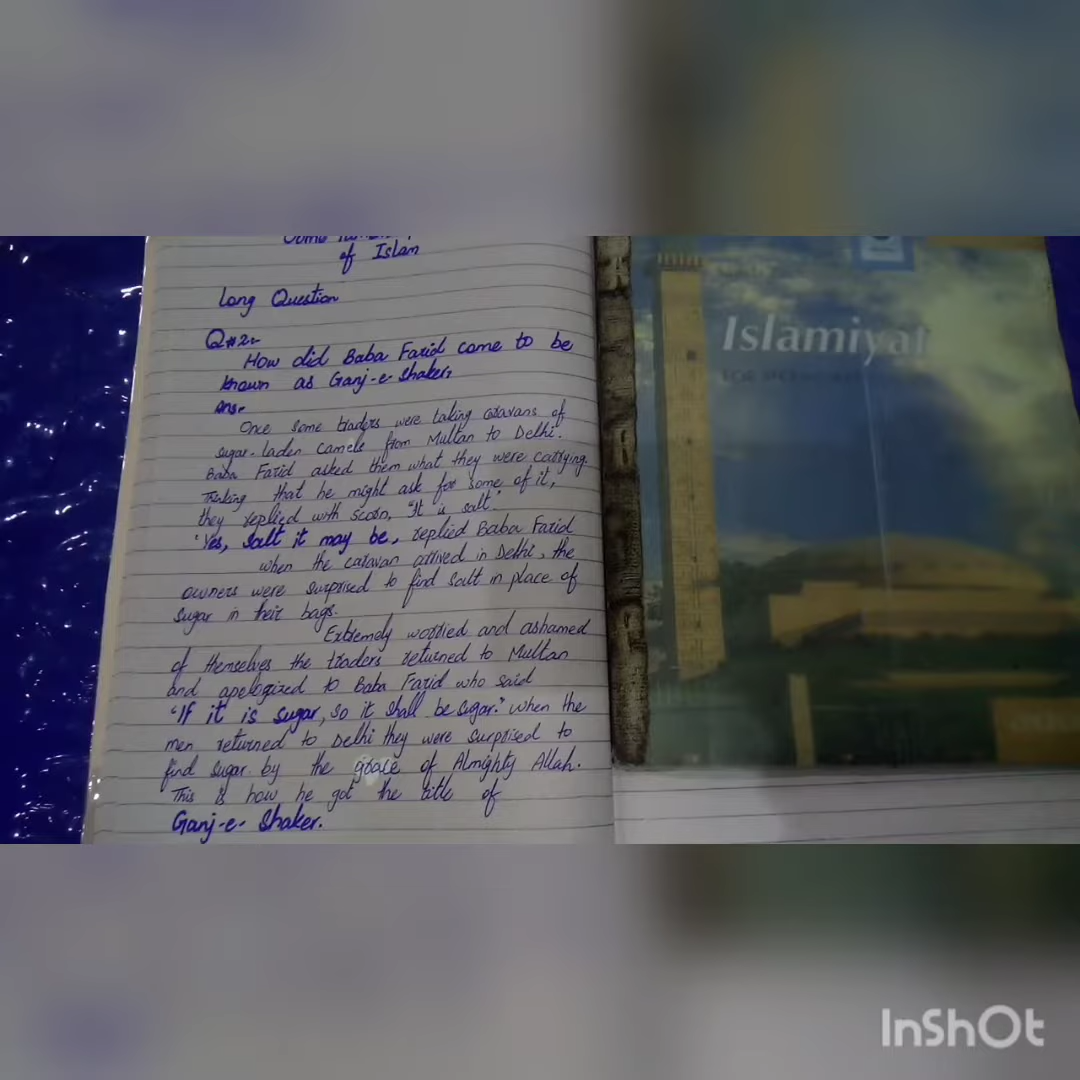 of Islam
Long Question
Q#2:-
How did Baba Farid come to be
known as Ganj-e-Shaker.
Ans:-
Once some traders were taking caravans of
sugar-laden camels from Multan to Delhi.
Baba Farid asked them what they were carrying.
Thinking that he might ask for some of it,
they replied with scorn, "It is salt."
"Yes, Salt it may be, replied Baba Farid
when the caravan arrived in Delhi, the
owners were surprised to find salt in place of
sugar in their bags.
Extremely worried and ashamed
of themselves the traders returned to Multan
and apologized to Baba Farid who said
"If it is sugar, so it shall be sugar." when the
men returned to Delhi they were surprised to
find sugar by the grace of Almighty Allah.
This is how he got the title of
Ganj-e-Shaker.
Islamiyat
InShOt